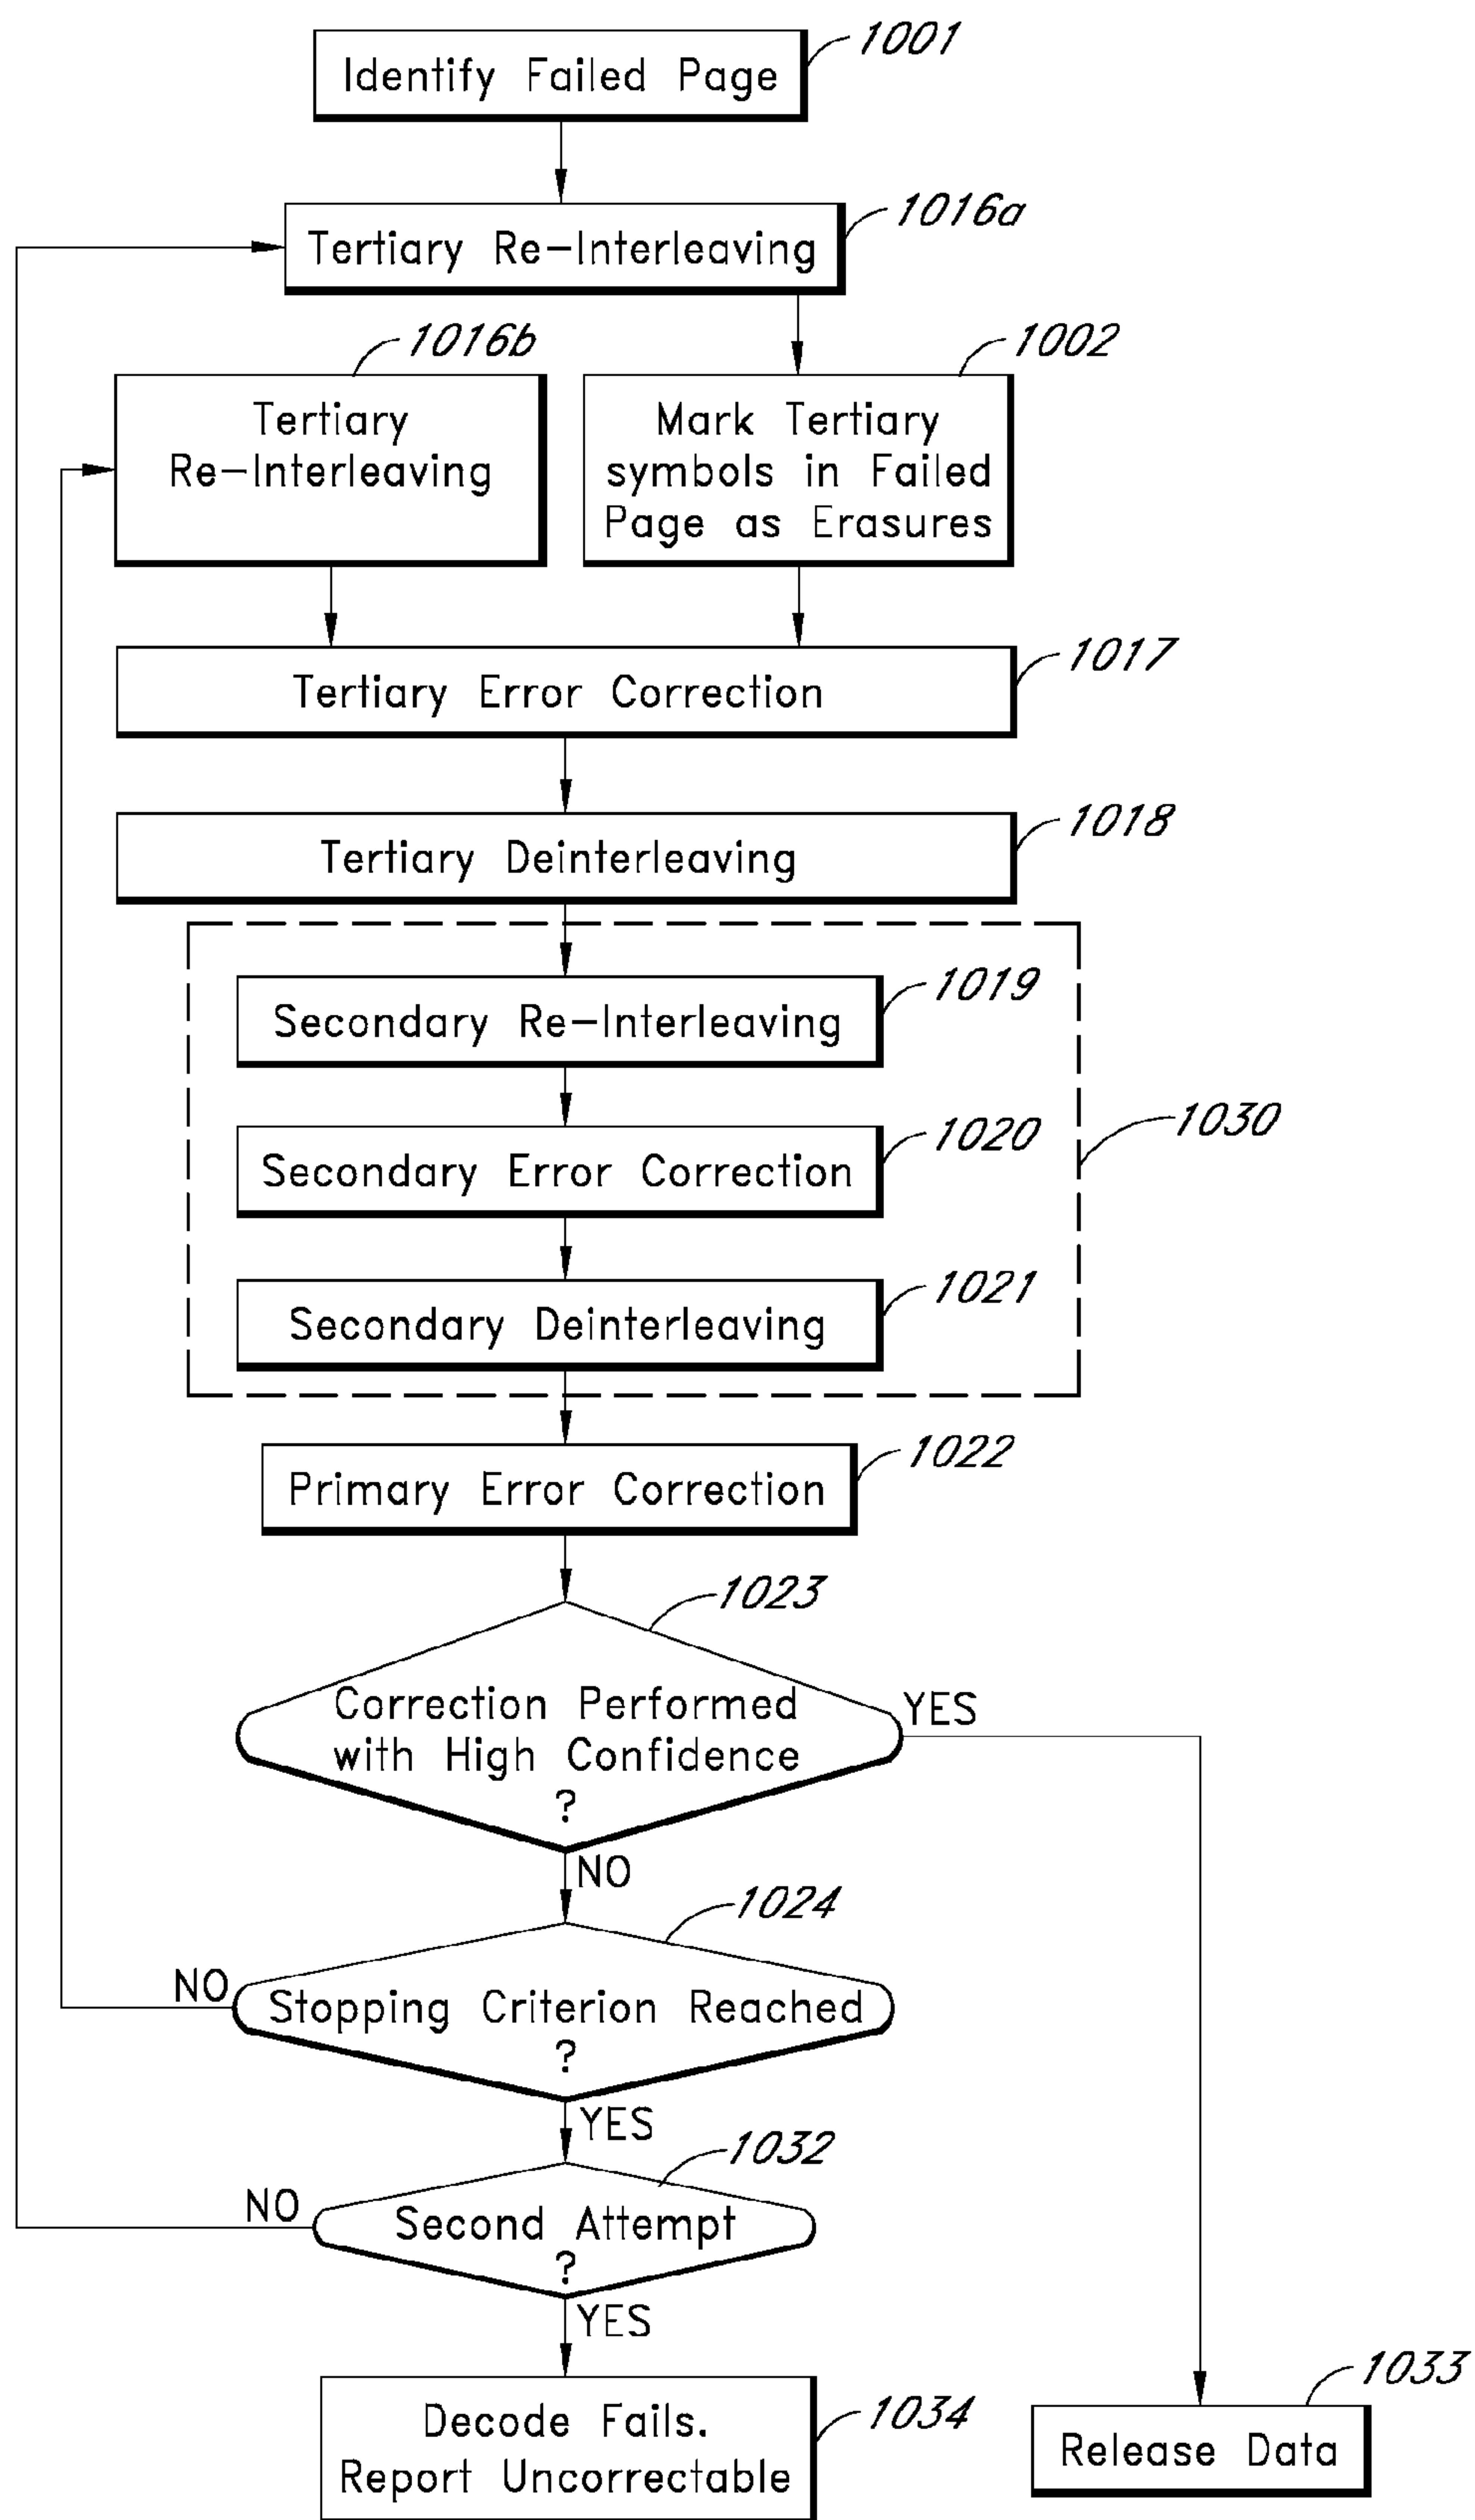 1001
Identify Failed Page
1016a
Tertiary Re-Interleaving
1016b
1002
Tertiary
Re-Interleaving
Mark Tertiary
symbols in Failed
Page as Erasures
1017
Tertiary Error Correction
1018
Tertiary Deinterleaving
1019
Secondary Re-Interleaving
1030
1020
Secondary Error Correction
1021
Secondary Deinterleaving
1022
Primary Error Correction
1023
Correction Performed
with High Confidence
?
YES
NO
1024
NO
Stopping Criterion Reached
?
YES
1032
NO
Second Attempt
?
YES
1034
Decode Fails.
Report Uncorrectable
1033
Release Data